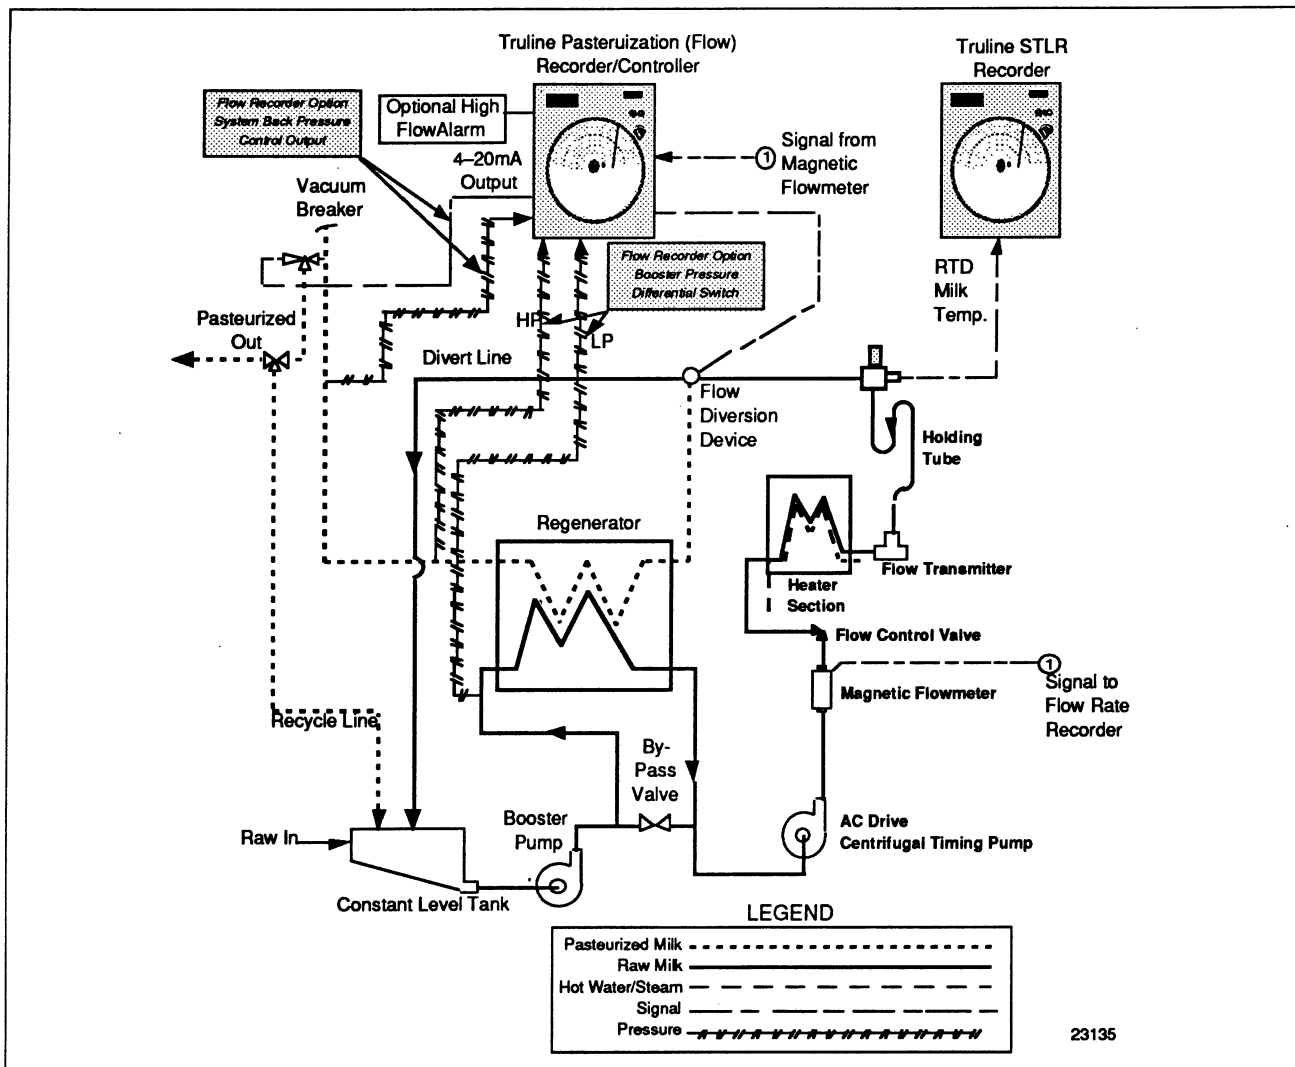 Truline Pasteruization (Flow)
Recorder/Controller
Truline STLR
Recorder
Flow Recorder Option
System Back Pressure
Control Output
Optional High
FlowAlarm
4–20mA
Output
1
Signal from
Magnetic
Flowmeter
Vacuum
Breaker
Flow Recorder Option
Booster Pressure
Differential Switch
RTD
Milk
Temp.
HP
LP
Pasteurized
Out
Divert Line
Flow
Diversion
Device
Holding
Tube
Regenerator
Flow Transmitter
Heater
Section
Flow Control Valve
1
Magnetic Flowmeter
Signal to
Flow Rate
Recorder
Recycle Line
By-
Pass
Valve
Booster
Pump
Raw In
AC Drive
Centrifugal Timing Pump
Constant Level Tank
LEGEND
Pasteurized Milk
Raw Milk
Hot Water/Steam
Signal
Pressure
23135